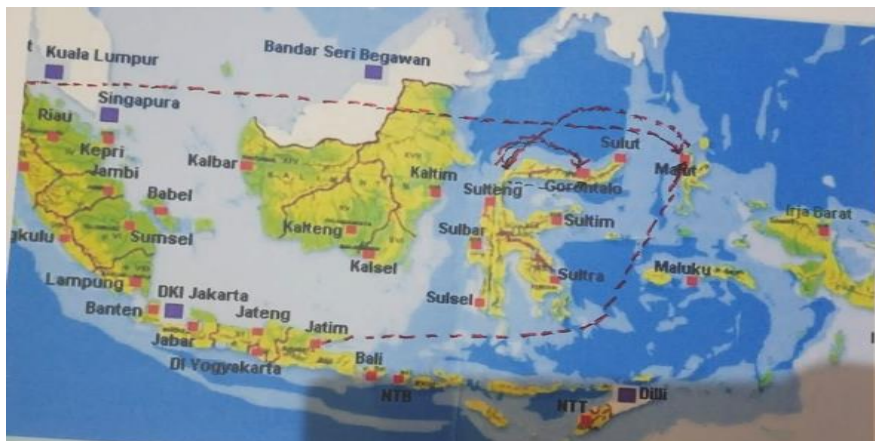 t Kuala Lumpur
Bandar Seri Begawan
Singapura
Riau
Kepri
Sulut
Kalbar
Malut
Jambi
Kaltim
Gorontalo
Babel
Sulteng
Irja Barat
Kalteng
Sultim
gkulu
Sumsel
Sulbar
Kalsel
Maluku
Lampung
Sultra
DKI Jakarta
Banten
Jateng
Sulsel
Jabar
Jatim
DI Yogyakarta
Bali
NTB
Dilli
NTT